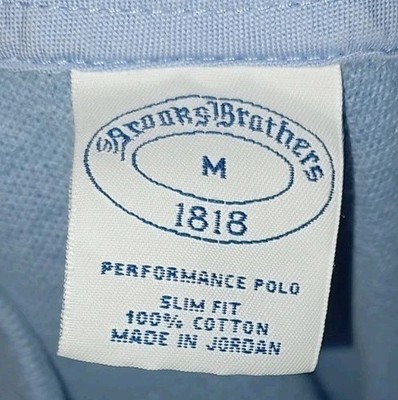 Brooks Brothers
M
1818
PERFORMANCE POLO
SLIM FIT
100% COTTON
MADE IN JORDAN